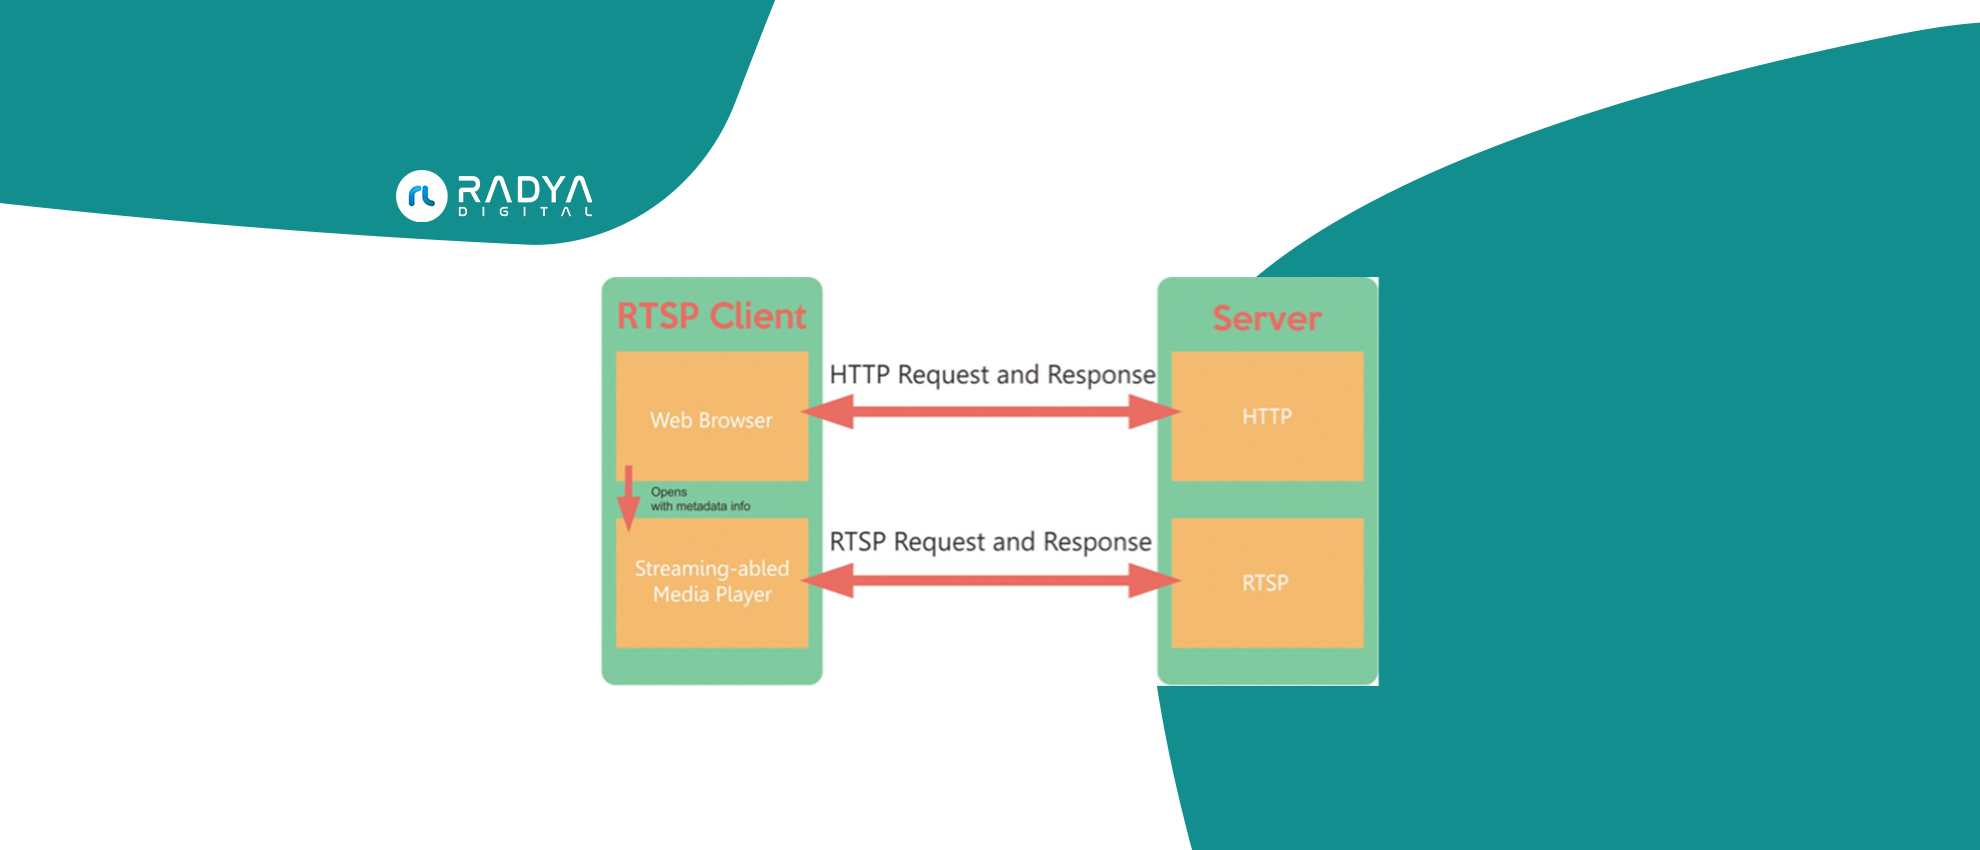 RADYA
DIGITAL
RTSP Client
Server
HTTP Request and Response
Web Browser
HTTP
Opens
with metadata info
RTSP Request and Response
Streaming-abled
Media Player
RTSP